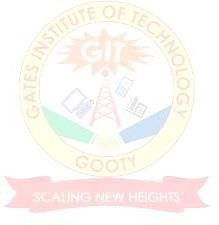 GATES INSTITUTE OF TECHNOLOGY
GIT
GOOTY
SCALING NEW HEIGHTS